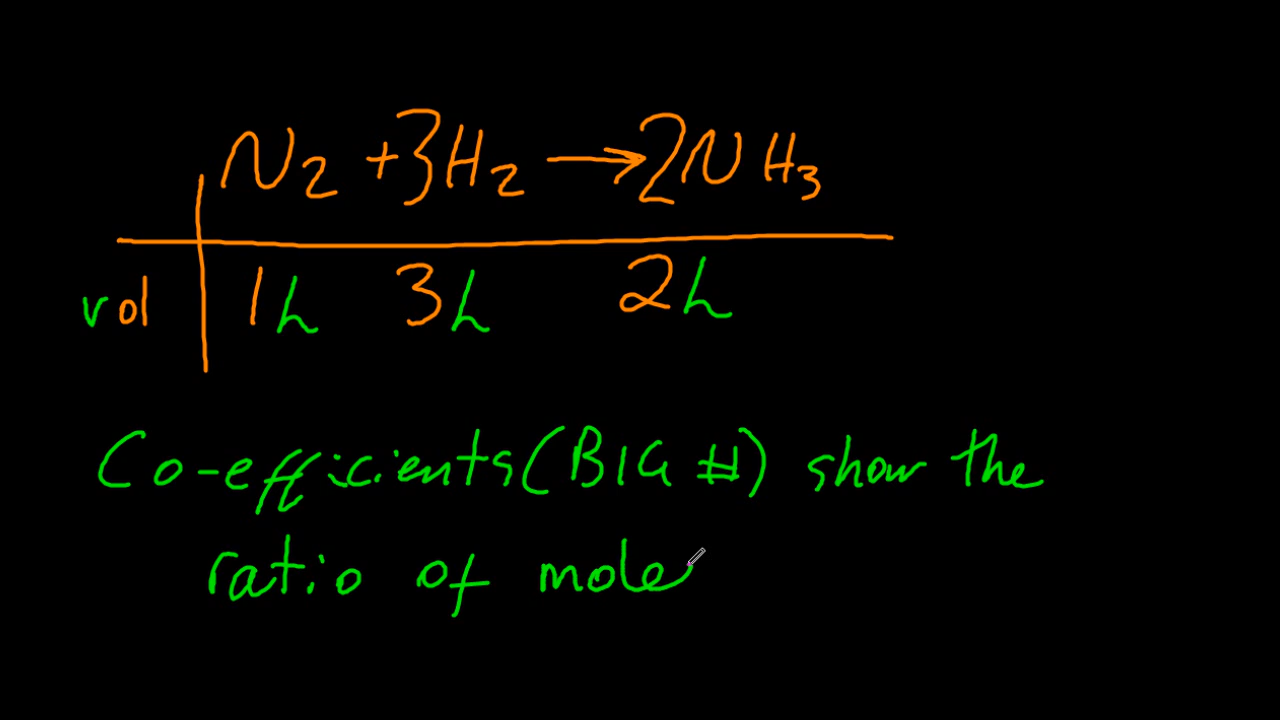 N₂ + 3H₂ → 2NH₃
vol 1L 3L 2L
Co-efficients (BIG #) show the
ratio of mole